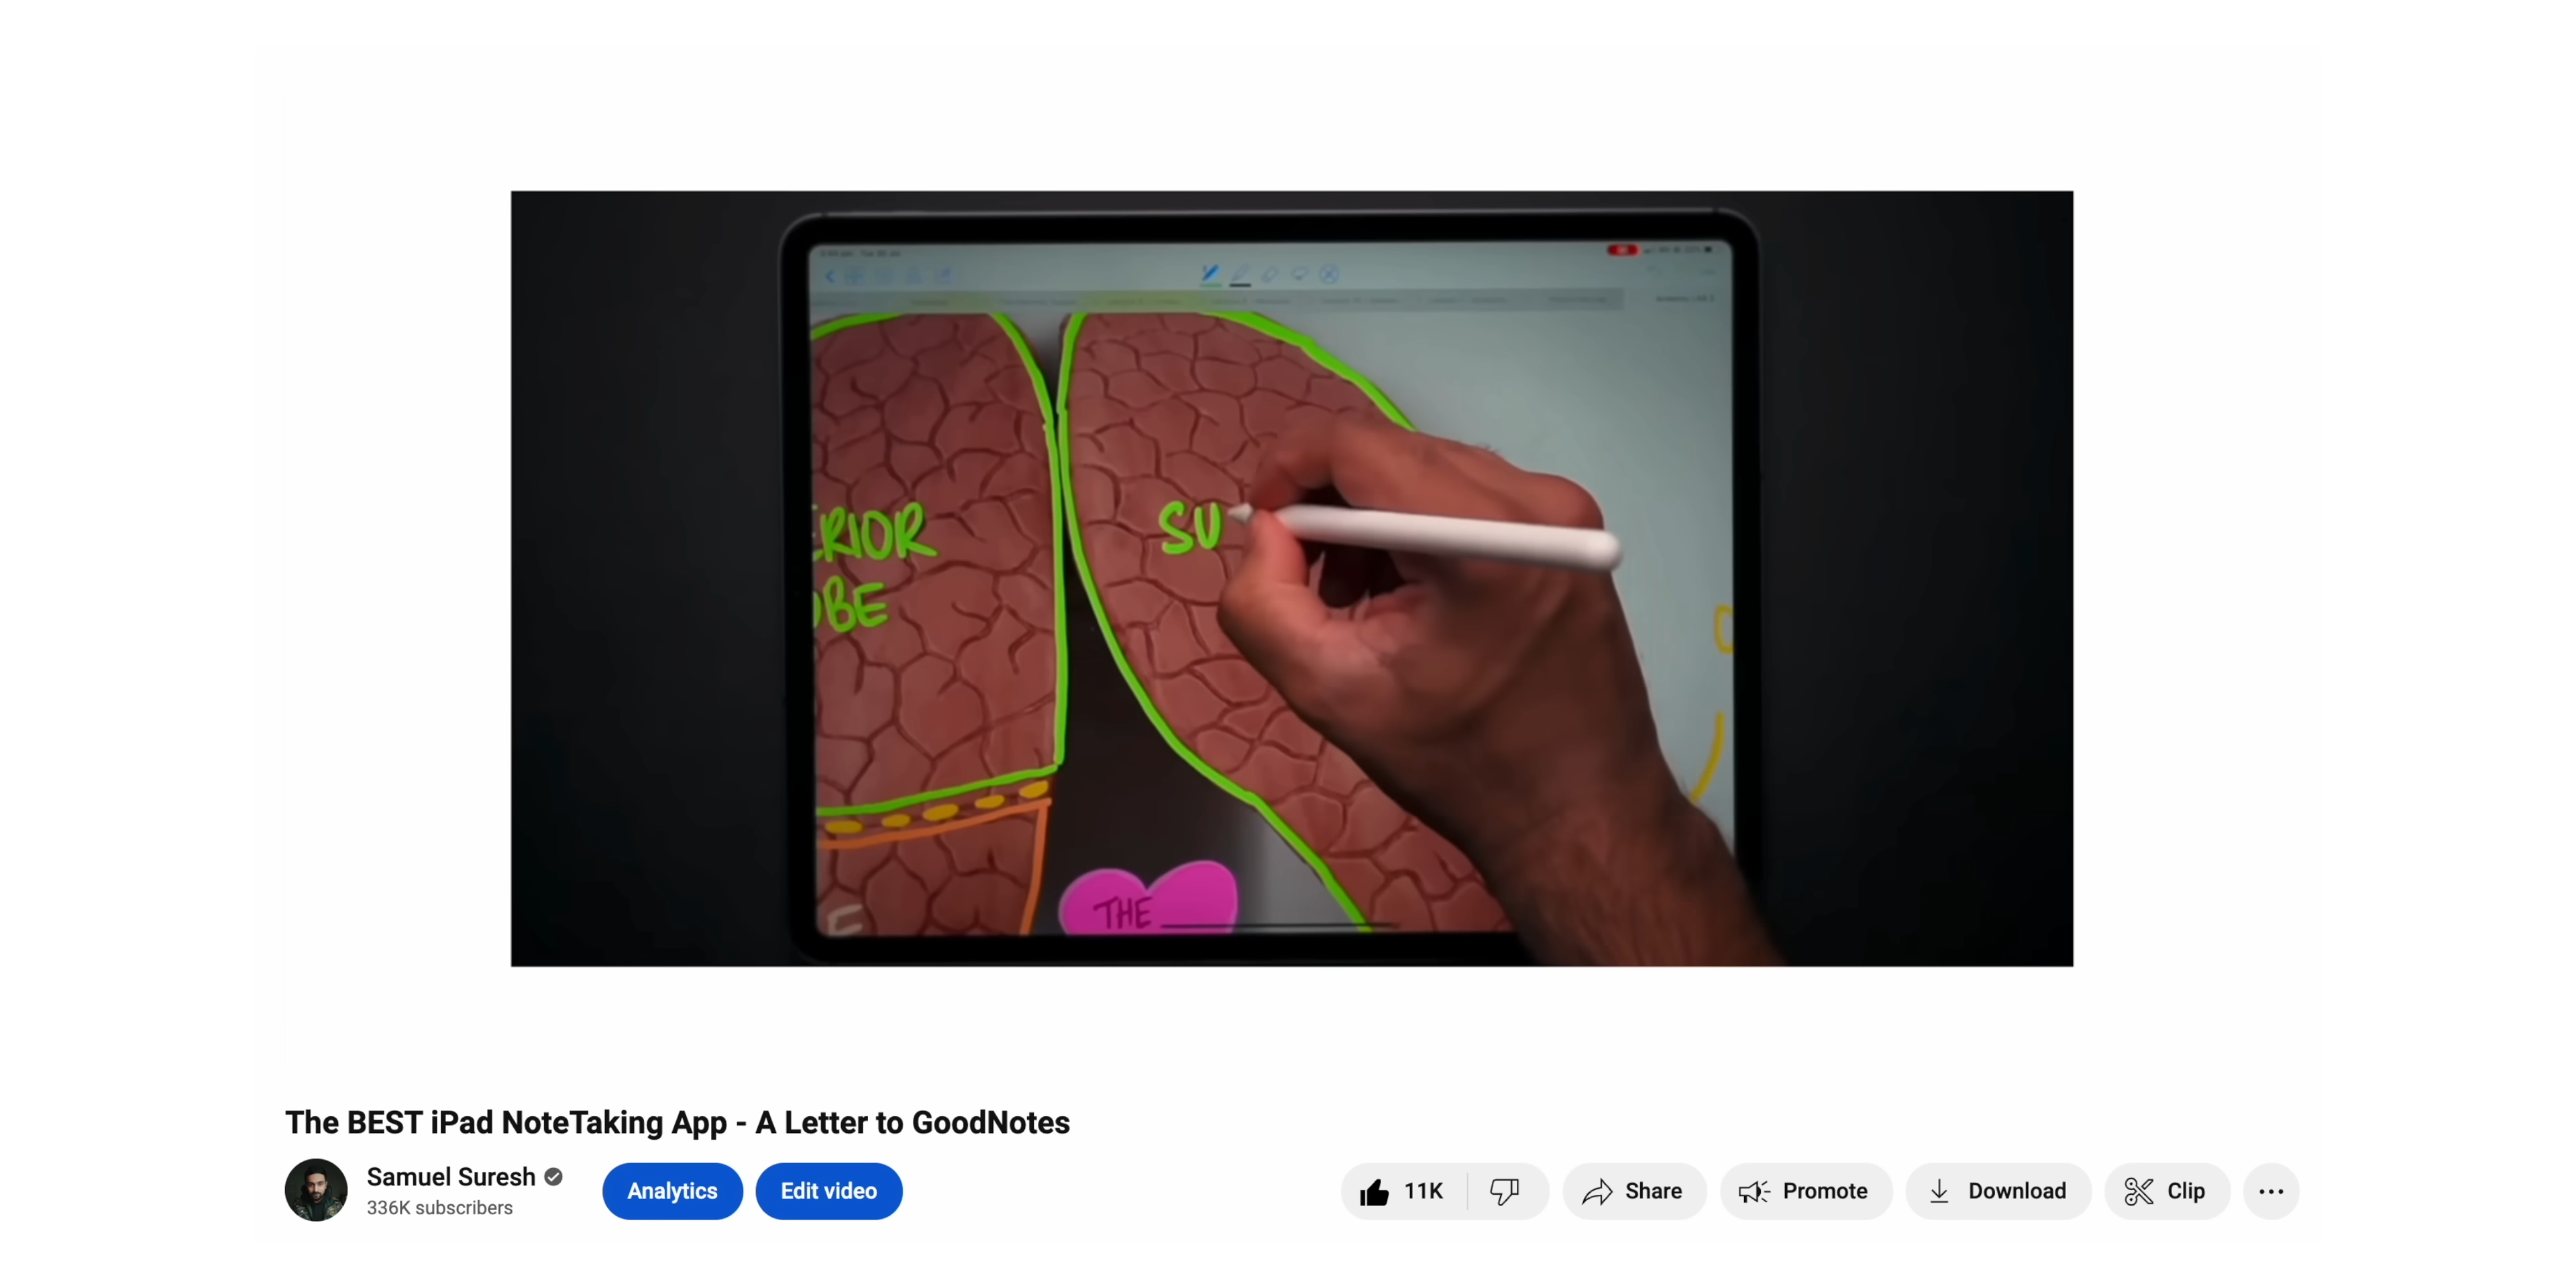 ERIOR
OBE
SU
THE
E
The BEST iPad NoteTaking App - A Letter to GoodNotes
Samuel Suresh
336K subscribers
Analytics
Edit video
11K
Share
Promote
Download
Clip